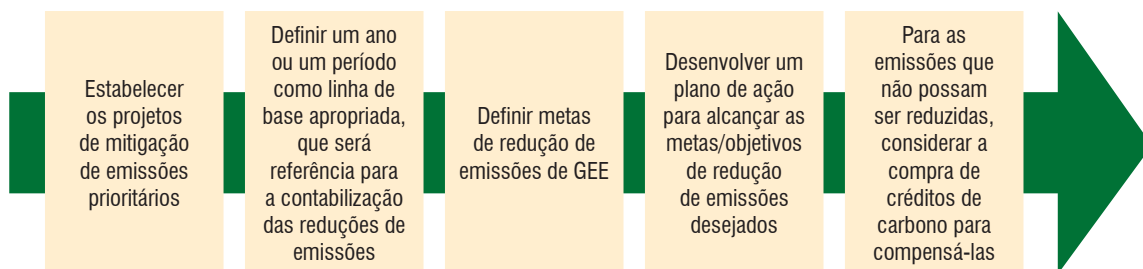 Estabelecer
os projetos
de mitigação
de emissões
prioritários
Definir um ano
ou um período
como linha de
base apropriada,
que será
referência para
a contabilização
das reduções de
emissões
Definir metas
de redução de
emissões de GEE
Desenvolver um
plano de ação
para alcançar as
metas/objetivos
de redução
de emissões
desejados
Para as
emissões que
não possam
ser reduzidas,
considerar a
compra de
créditos de
carbono para
compensá-las